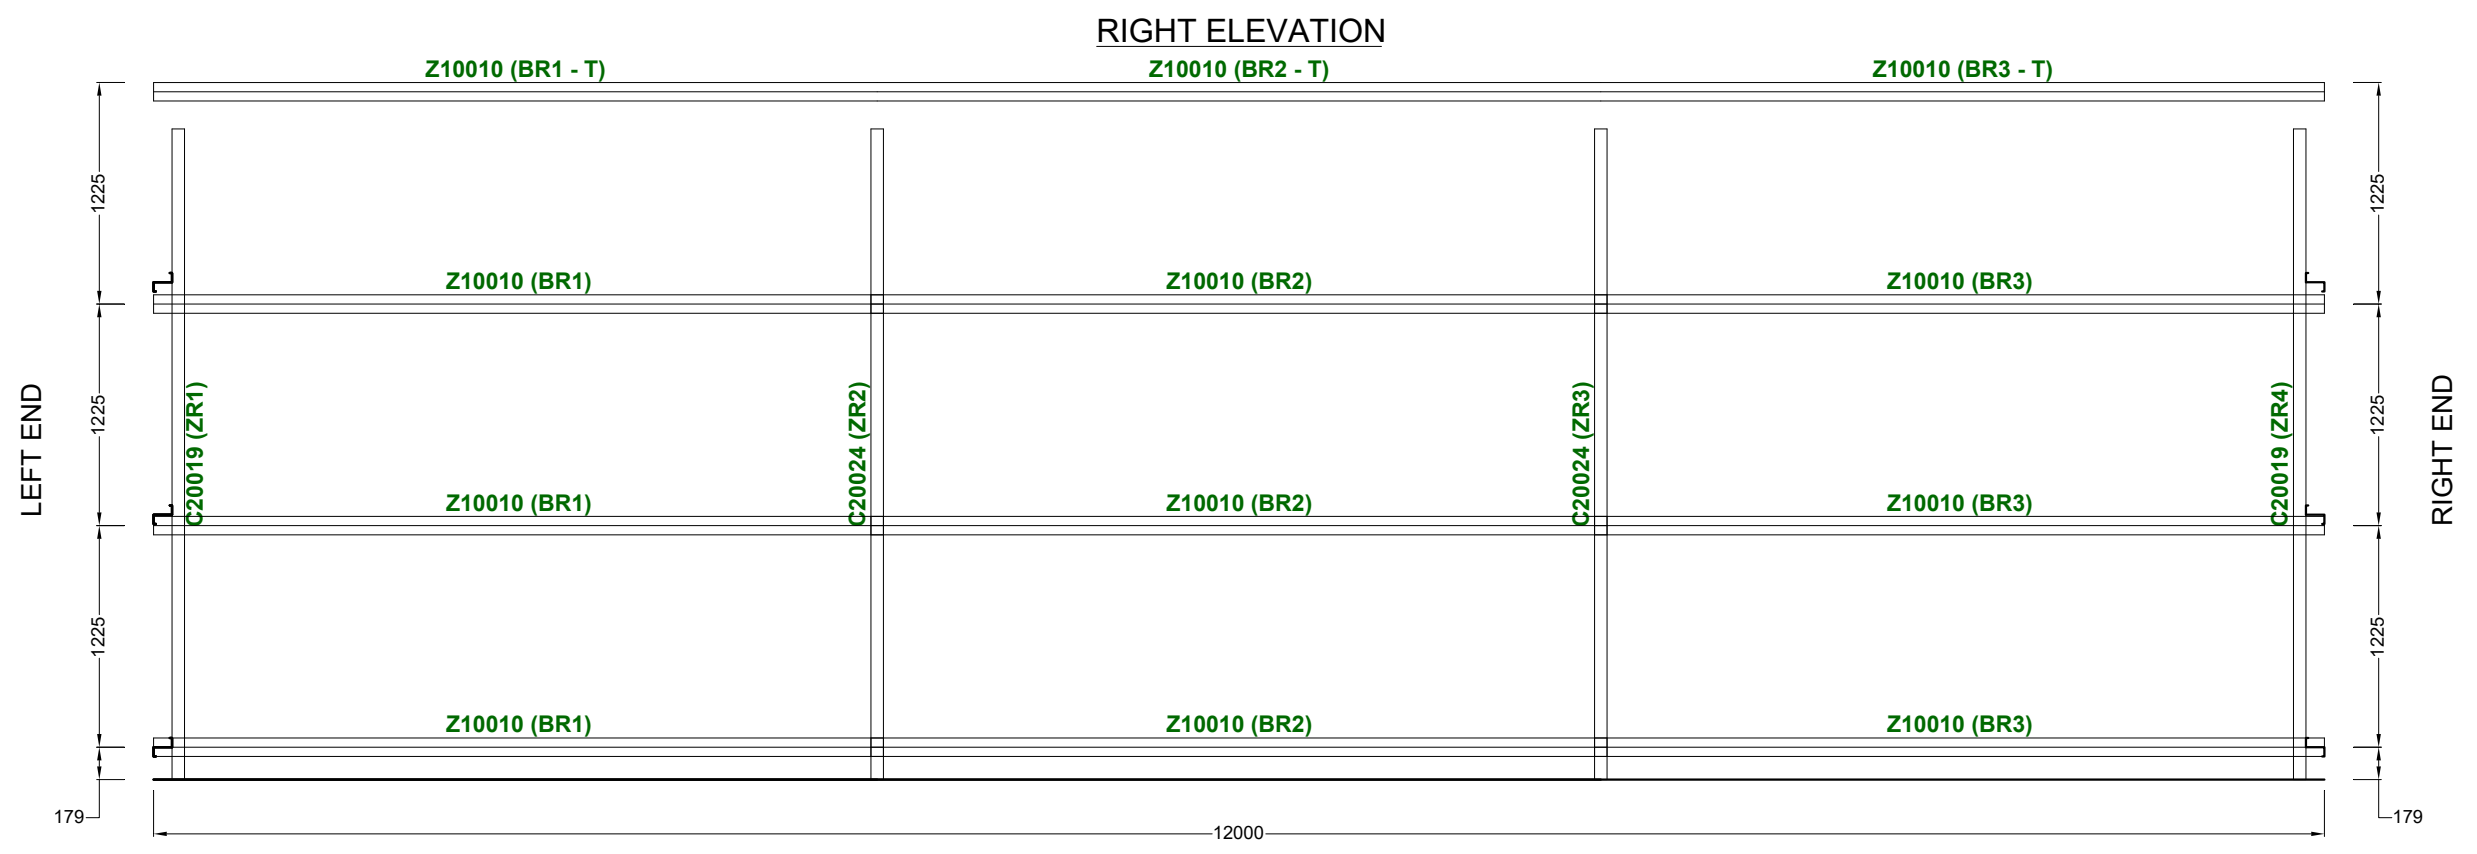 RIGHT ELEVATION
Z10010 (BR1 - T)
Z10010 (BR2 - T)
Z10010 (BR3 - T)
1225
1225
Z10010 (BR1)
Z10010 (BR2)
Z10010 (BR3)
LEFT END
1225
C20019 (ZR1)
C20024 (ZR2)
C20024 (ZR3)
C20019 (ZR4)
1225
RIGHT END
Z10010 (BR1)
Z10010 (BR2)
Z10010 (BR3)
1225
1225
Z10010 (BR1)
Z10010 (BR2)
Z10010 (BR3)
179
179
12000